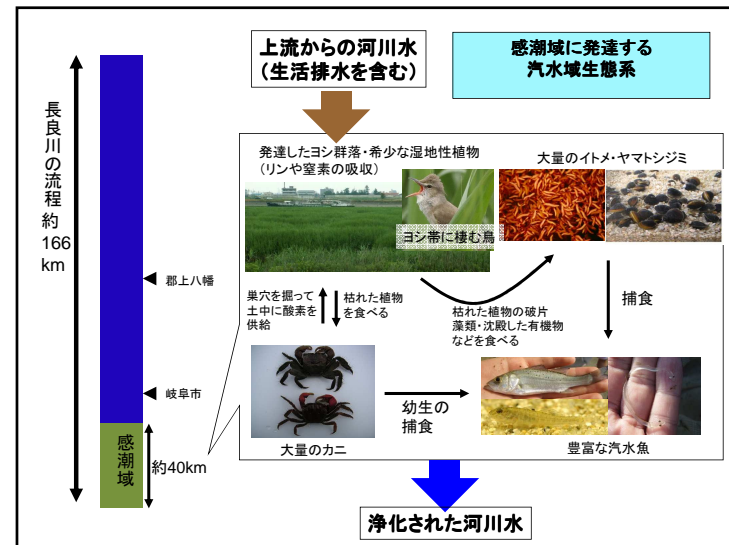 上流からの河川水
(生活排水を含む)
感潮域に発達する
汽水域生態系
長良川の流程 約166km
郡上八幡
岐阜市
感潮域
約40km
発達したヨシ群落・希少な湿地性植物
(リンや窒素の吸収)
ヨシ帯に棲む鳥
大量のイトメ・ヤマトシジミ
巣穴を掘って
土中に酸素を
供給
枯れた植物
を食べる
枯れた植物の破片
藻類・沈殿した有機物
などを食べる
捕食
大量のカニ
幼生の
捕食
豊富な汽水魚
浄化された河川水